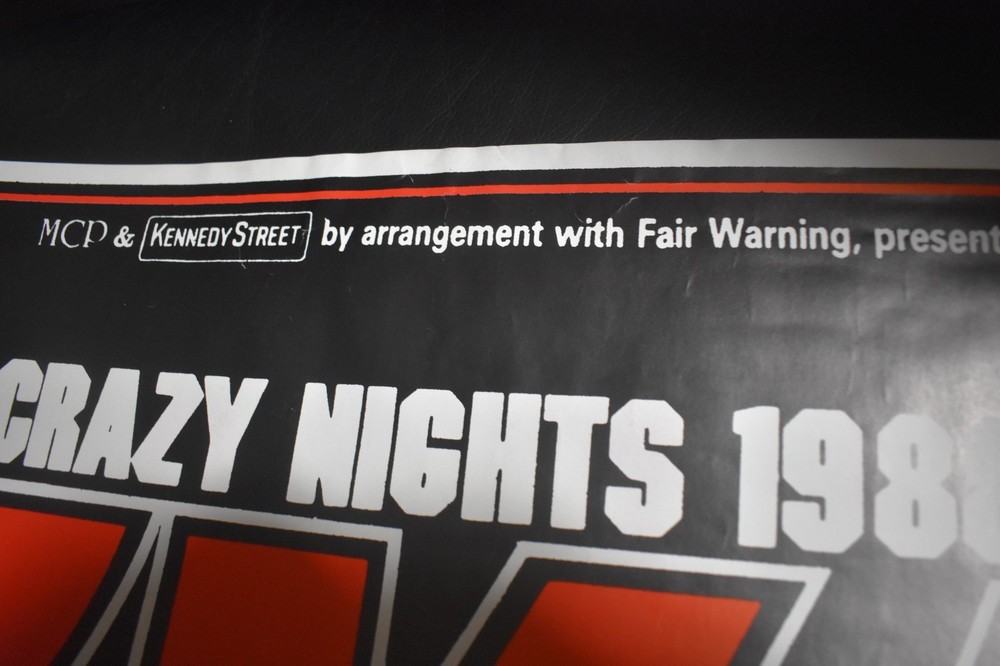 MCP & KENNEDY STREET by arrangement with Fair Warning, present
CRAZY NIGHTS 198